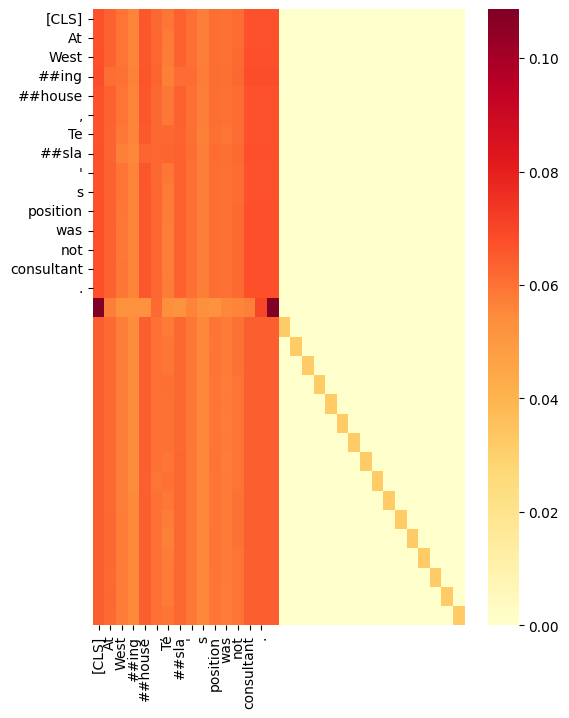 [CLS]
At
West
##ing
##house
,
Te
##sla
'
s
position
was
not
consultant
.
0.10
0.08
0.06
0.04
0.02
0.00
[CLS]
At
West
##ing
##house
,
Te
##sla
'
s
position
was
not
consultant
.